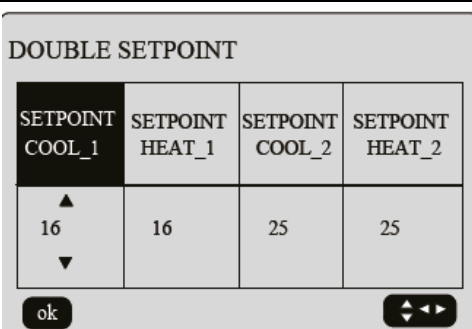 DOUBLE SETPOINT
SETPOINT COOL_1
SETPOINT HEAT_1
SETPOINT COOL_2
SETPOINT HEAT_2
16
16
25
25
ok